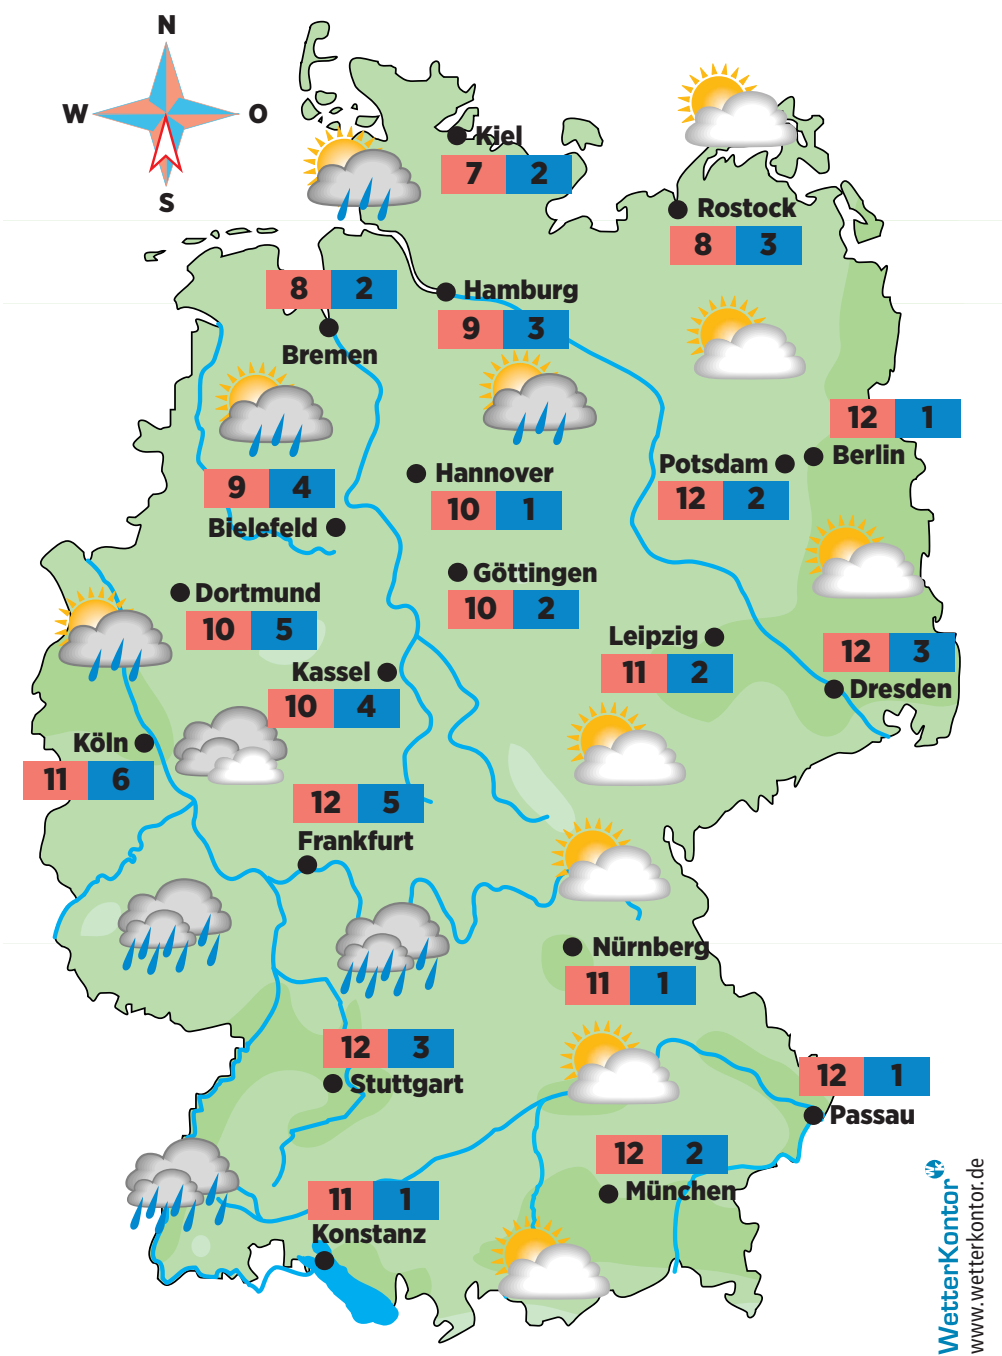 N
W O
S
Kiel
7 2
Rostock
8 3
8 2
Bremen
Hamburg
9 3
12 1
Berlin
Potsdam
12 2
Hannover
10 1
9 4
Bielefeld
Göttingen
10 2
Dortmund
10 5
Leipzig
11 2
12 3
Dresden
Kassel
10 4
Köln
11 6
12 5
Frankfurt
Nürnberg
11 1
12 3
Stuttgart
12 1
Passau
12 2
München
11 1
Konstanz
WK
WetterKontor
www.wetterkontor.de